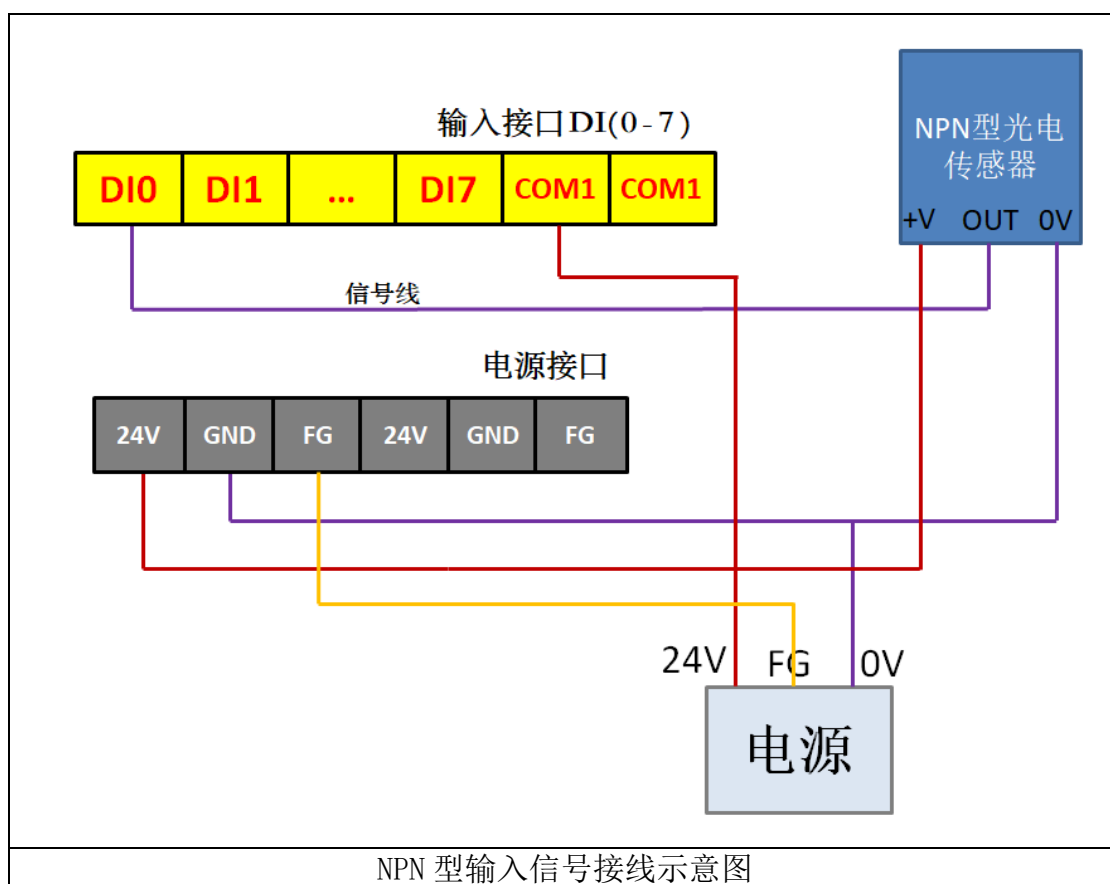 输入接口DI(0-7)
DI0 DI1 ... DI7 COM1 COM1
NPN型光电
传感器
+V OUT 0V
信号线
电源接口
24V GND FG 24V GND FG
24V FG 0V
电源
NPN 型输入信号接线示意图